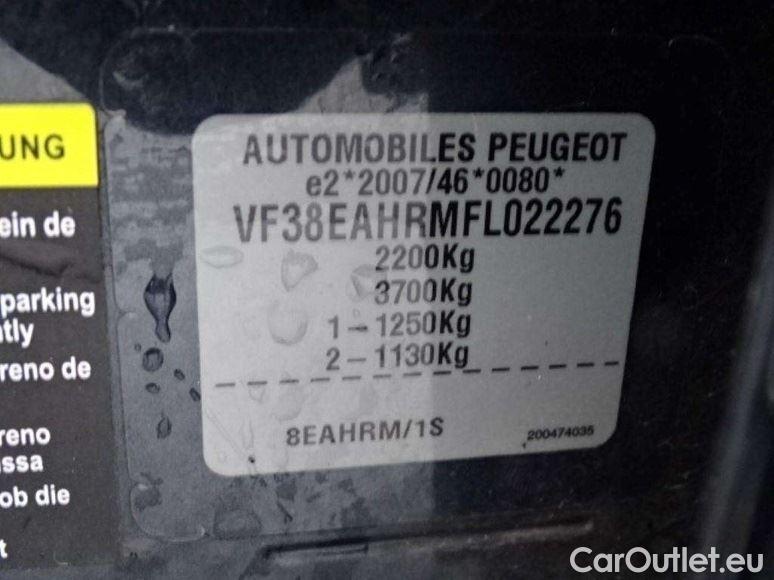 UNG
ein de
parking
tly
reno de
reno
ssa
ob die
t
AUTOMOBILES PEUGEOT
e2*2007/46*0080*
VF38EAHRMFL022276
2200Kg
3700Kg
1-1250Kg
2-1130Kg
8EAHRM/1S 200474035
CarOutlet.eu